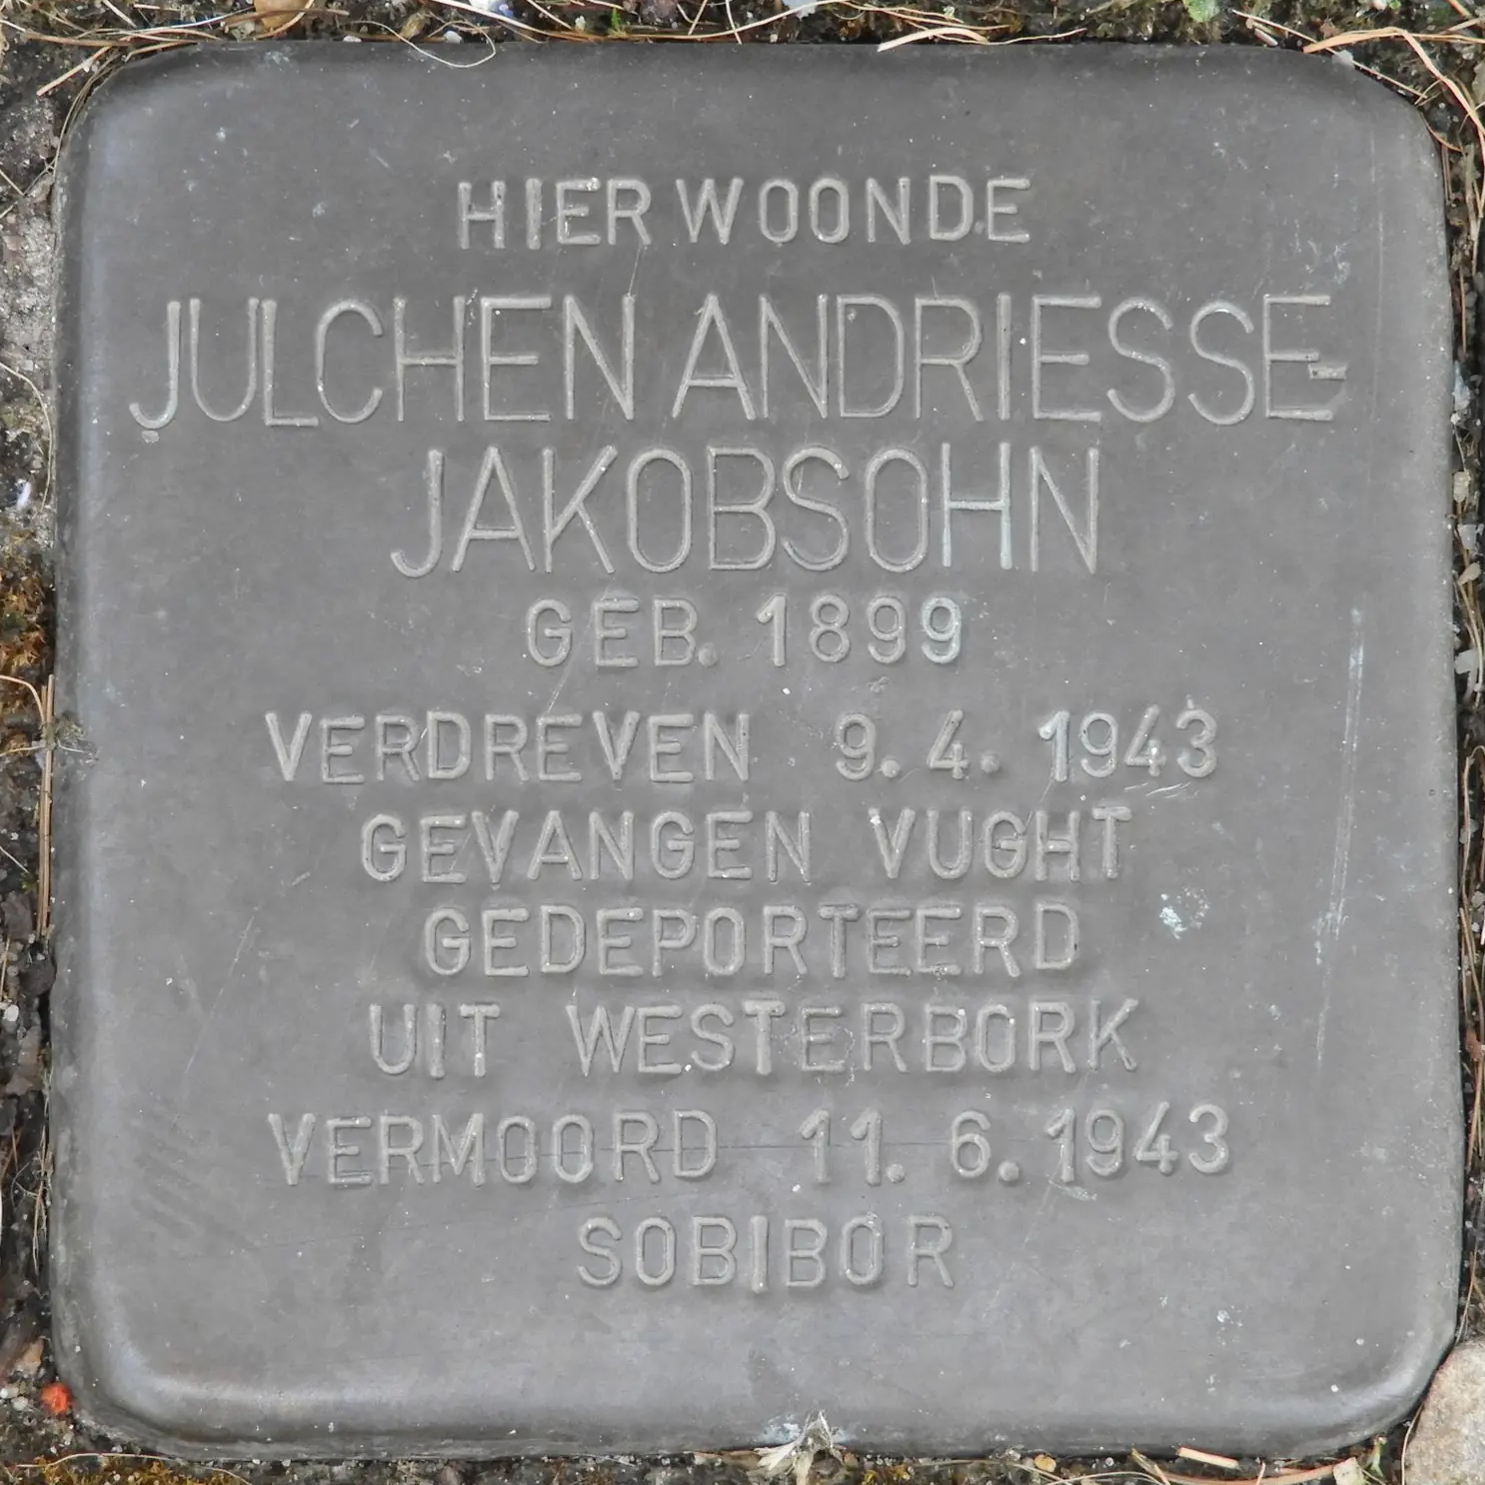 HIER WOONDE
JULCHEN ANDRIESSE-
JAKOBSOHN
GEB. 1899
VERDREVEN 9.4.1943
GEVANGEN VUGHT
GEDEPORTEERD
UIT WESTERBORK
VERMOORD 11.6.1943
SOBIBOR